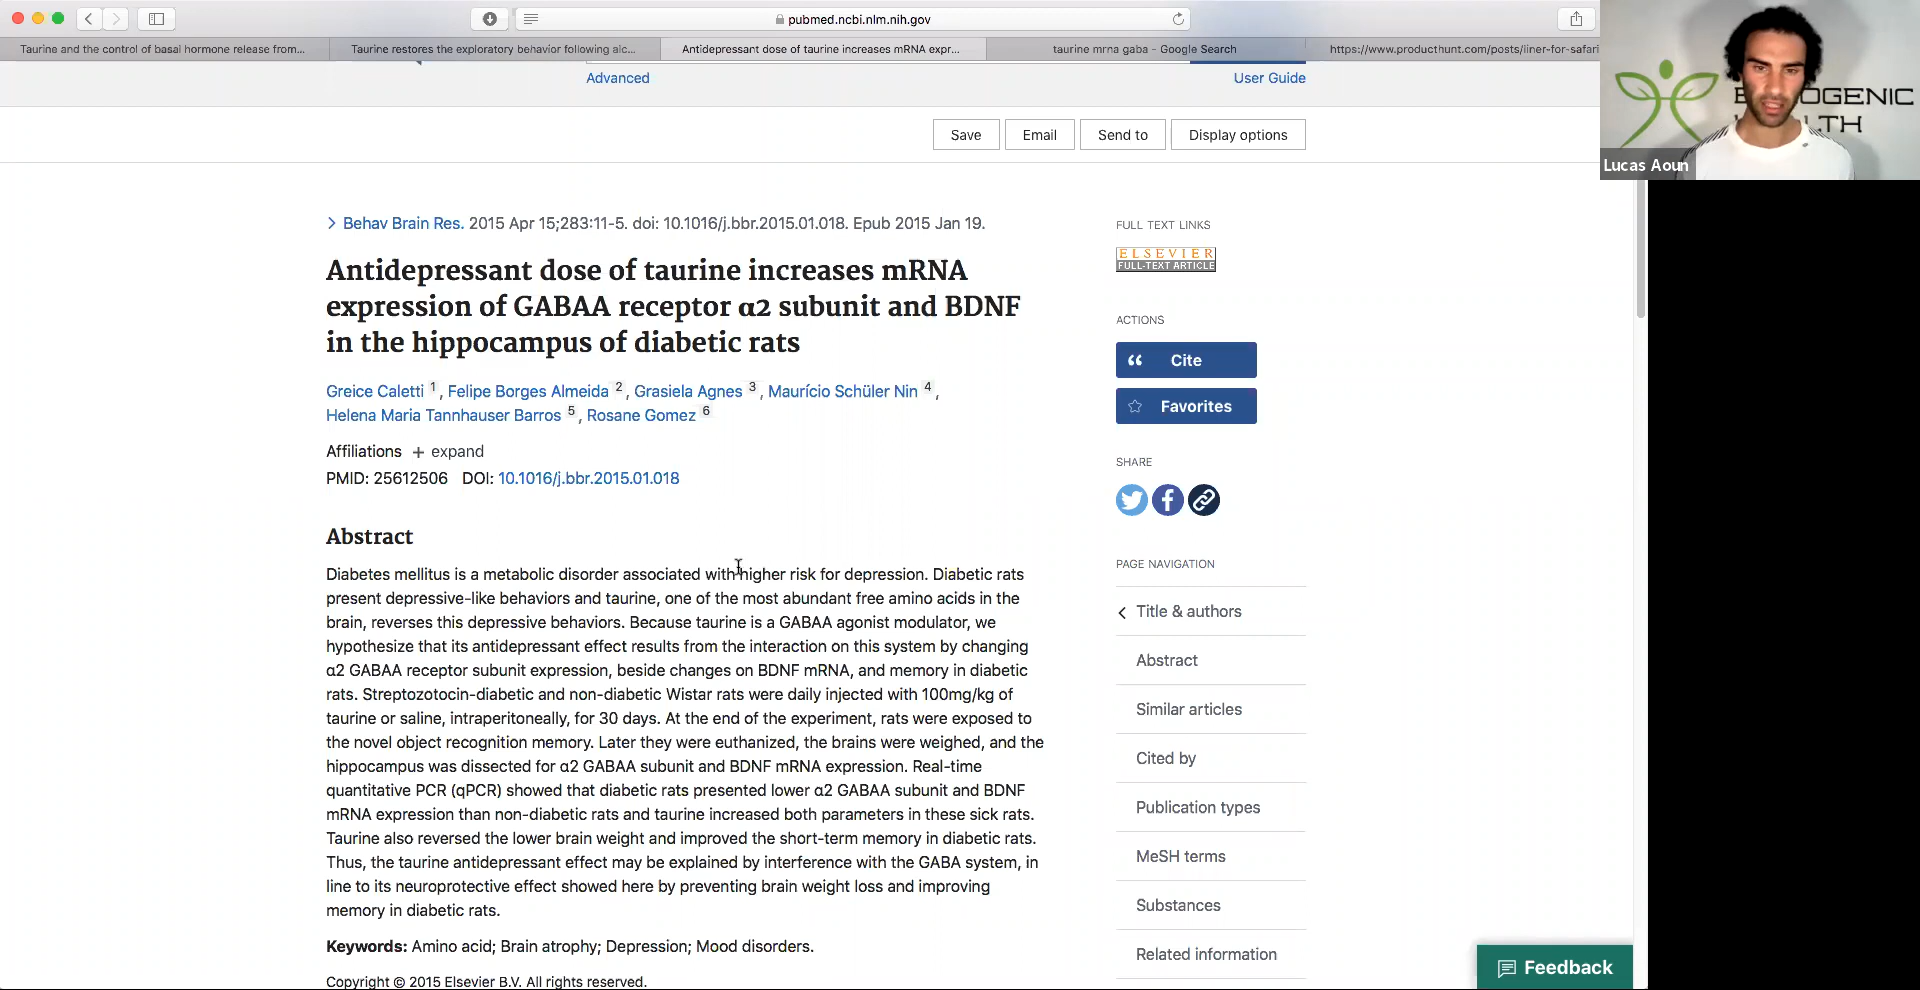 pubmed.ncbi.nlm.nih.gov
Taurine and the control of basal hormone release from...
Taurine restores the exploratory behavior following alc...
Antidepressant dose of taurine increases mRNA expr...
taurine mrna gaba - Google Search
https://www.producthunt.com/posts/liner-for-safari
Advanced
User Guide
Save
Email
Send to
Display options
GENIC
LTH
Lucas Aoun
> Behav Brain Res. 2015 Apr 15;283:11-5. doi: 10.1016/j.bbr.2015.01.018. Epub 2015 Jan 19.
Antidepressant dose of taurine increases mRNA
expression of GABAA receptor α2 subunit and BDNF
in the hippocampus of diabetic rats
Greice Caletti 1, Felipe Borges Almeida 2, Grasiela Agnes 3, Maurício Schüler Nin 4,
Helena Maria Tannhauser Barros 5, Rosane Gomez 6
Affiliations + expand
PMID: 25612506 DOI: 10.1016/j.bbr.2015.01.018
Abstract
Diabetes mellitus is a metabolic disorder associated with higher risk for depression. Diabetic rats
present depressive-like behaviors and taurine, one of the most abundant free amino acids in the
brain, reverses this depressive behaviors. Because taurine is a GABAA agonist modulator, we
hypothesize that its antidepressant effect results from the interaction on this system by changing
α2 GABAA receptor subunit expression, beside changes on BDNF mRNA, and memory in diabetic
rats. Streptozotocin-diabetic and non-diabetic Wistar rats were daily injected with 100mg/kg of
taurine or saline, intraperitoneally, for 30 days. At the end of the experiment, rats were exposed to
the novel object recognition memory. Later they were euthanized, the brains were weighed, and the
hippocampus was dissected for α2 GABAA subunit and BDNF mRNA expression. Real-time
quantitative PCR (qPCR) showed that diabetic rats presented lower α2 GABAA subunit and BDNF
mRNA expression than non-diabetic rats and taurine increased both parameters in these sick rats.
Taurine also reversed the lower brain weight and improved the short-term memory in diabetic rats.
Thus, the taurine antidepressant effect may be explained by interference with the GABA system, in
line to its neuroprotective effect showed here by preventing brain weight loss and improving
memory in diabetic rats.
Keywords: Amino acid; Brain atrophy; Depression; Mood disorders.
Copyright © 2015 Elsevier B.V. All rights reserved.
FULL TEXT LINKS
ELSEVIER
FULL-TEXT ARTICLE
ACTIONS
Cite
Favorites
SHARE
PAGE NAVIGATION
Title & authors
Abstract
Similar articles
Cited by
Publication types
MeSH terms
Substances
Related information
Feedback